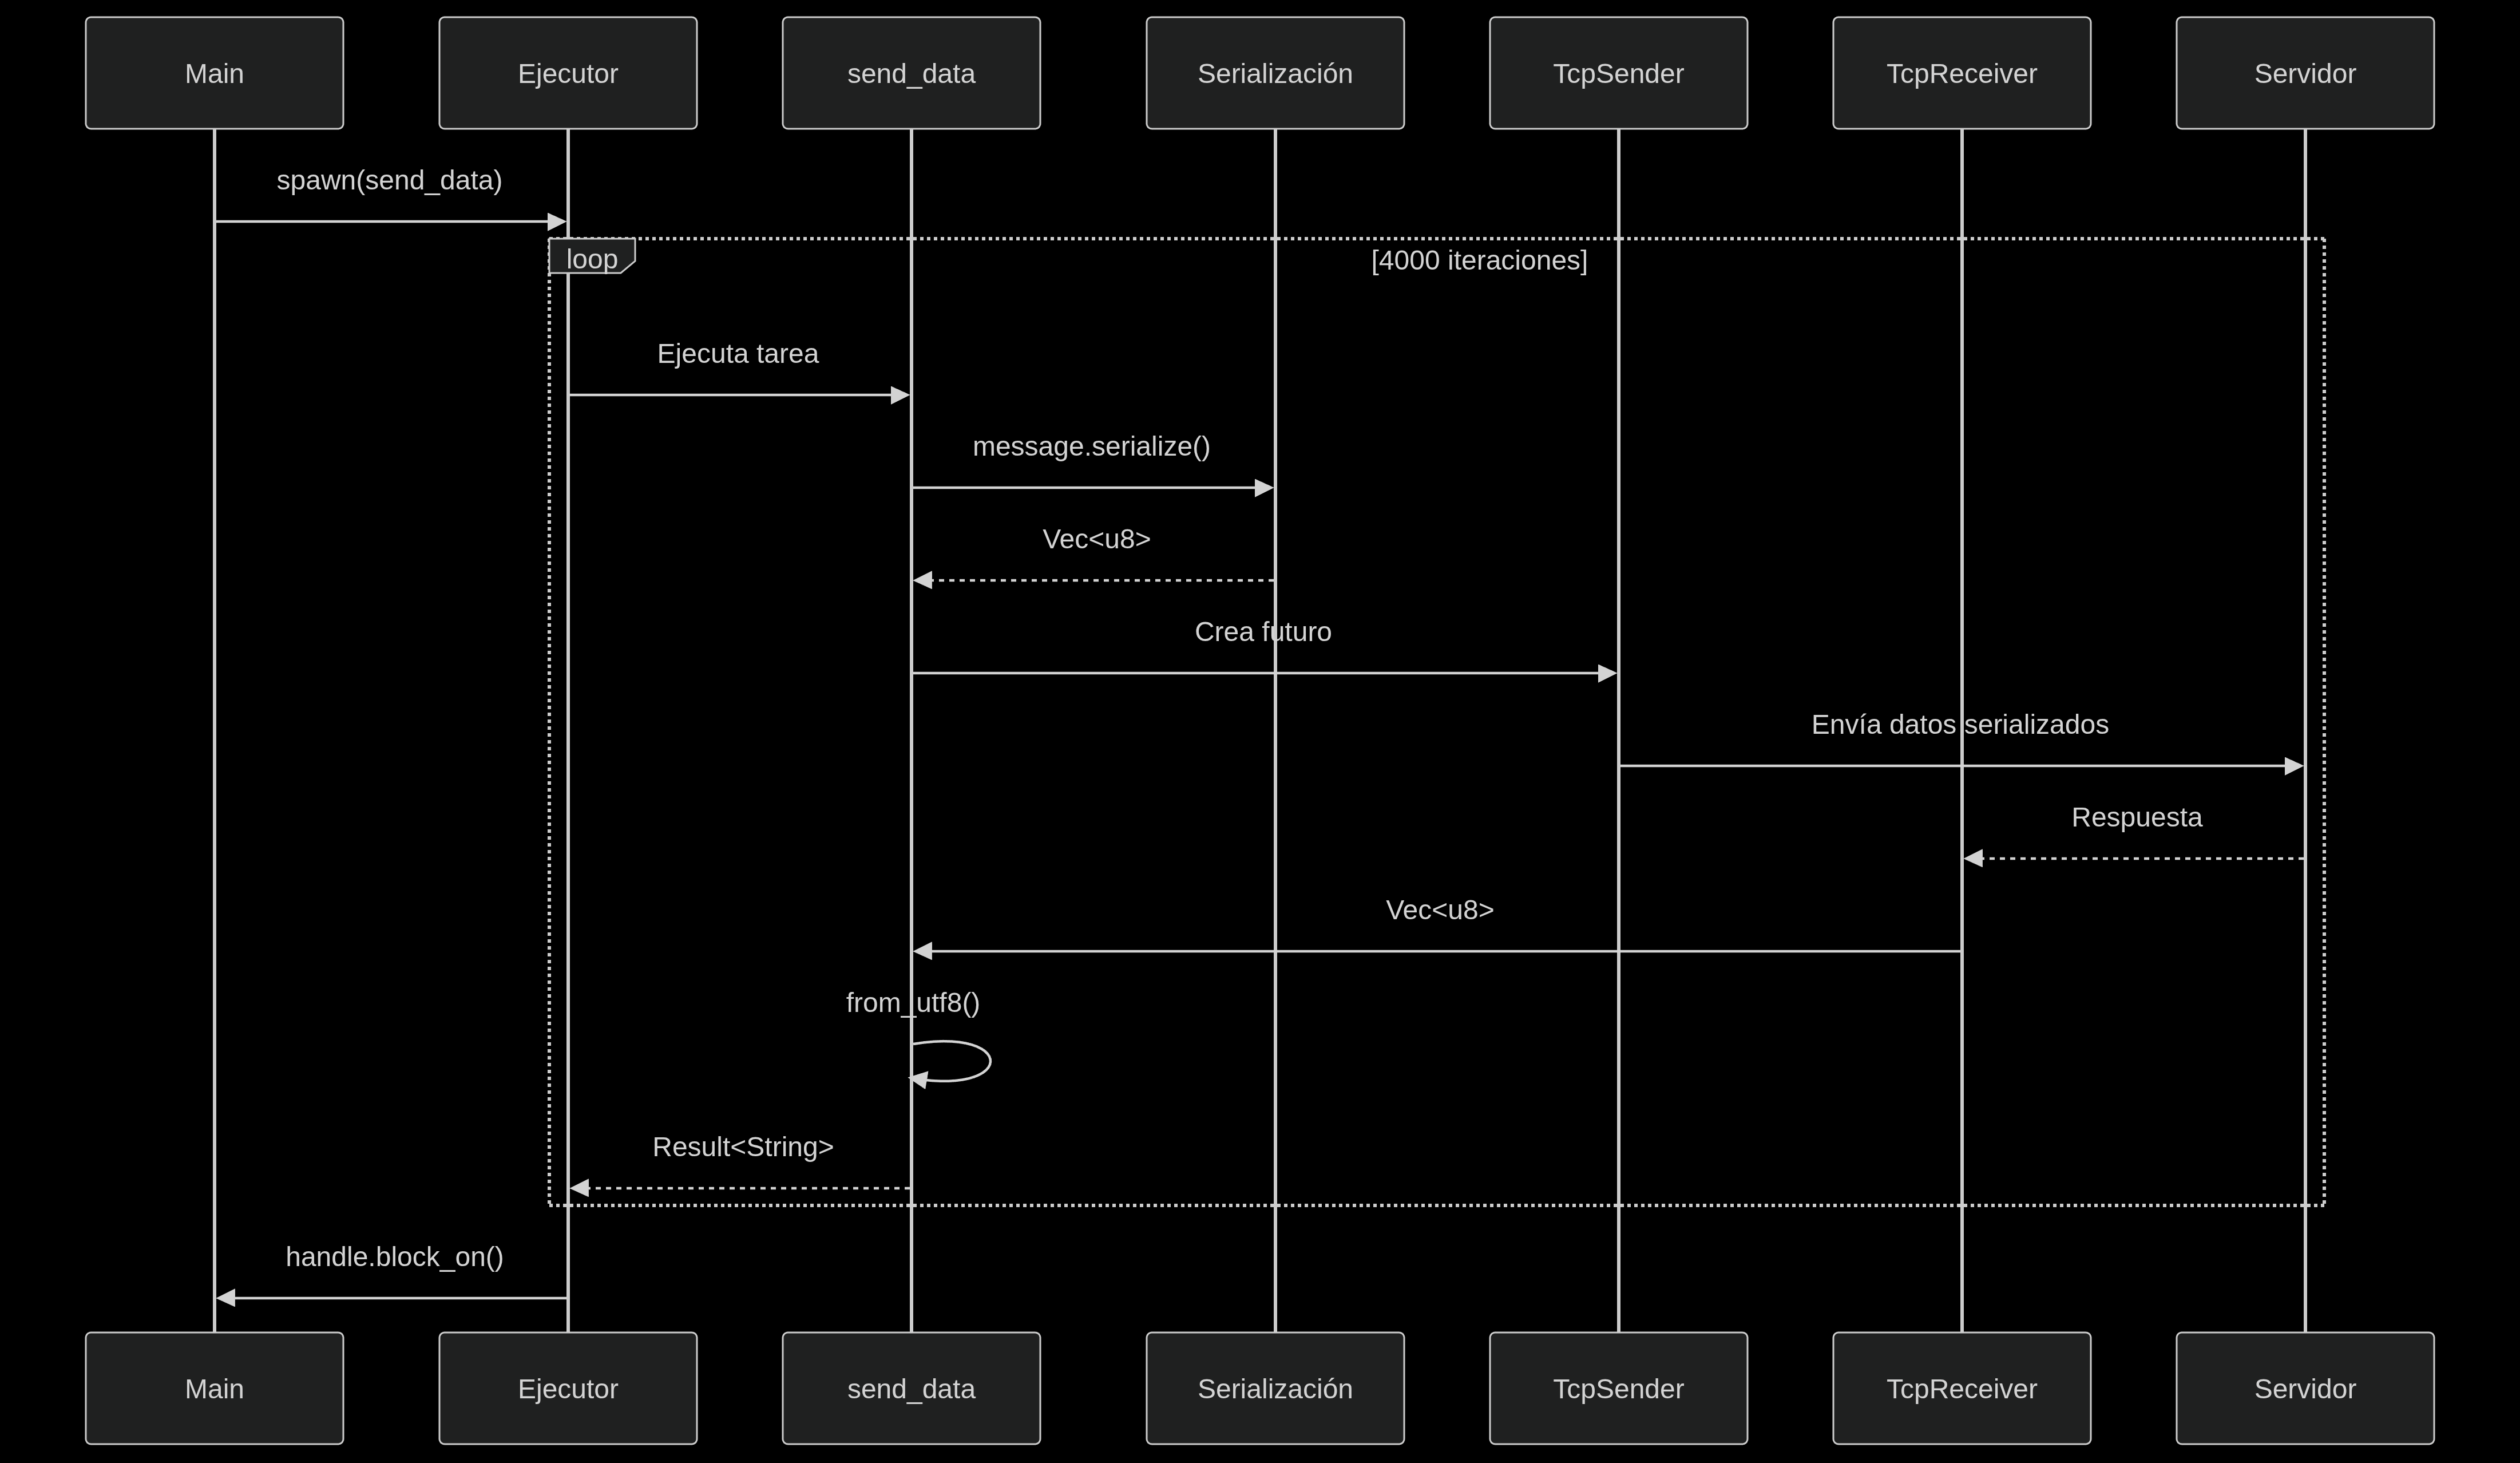 Main
Ejecutor
send_data
Serialización
TcpSender
TcpReceiver
Servidor
spawn(send_data)
loop
[4000 iteraciones]
Ejecuta tarea
message.serialize()
Vec<u8>
Crea futuro
Envía datos serializados
Respuesta
Vec<u8>
from_utf8()
Result<String>
handle.block_on()
Main
Ejecutor
send_data
Serialización
TcpSender
TcpReceiver
Servidor